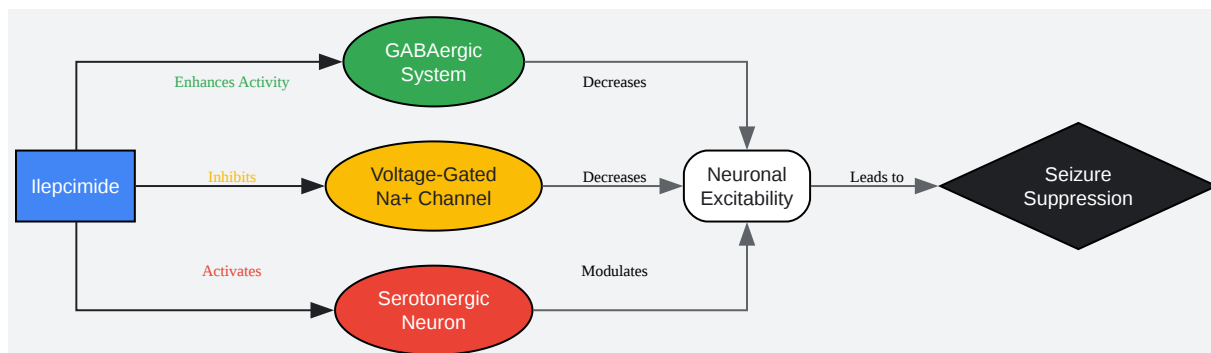 GABAergic
System
Enhances Activity
Decreases
Ilepcimide
Inhibits
Voltage-Gated
Na+ Channel
Decreases
Neuronal
Excitability
Leads to
Seizure
Suppression
Activates
Serotonergic
Neuron
Modulates